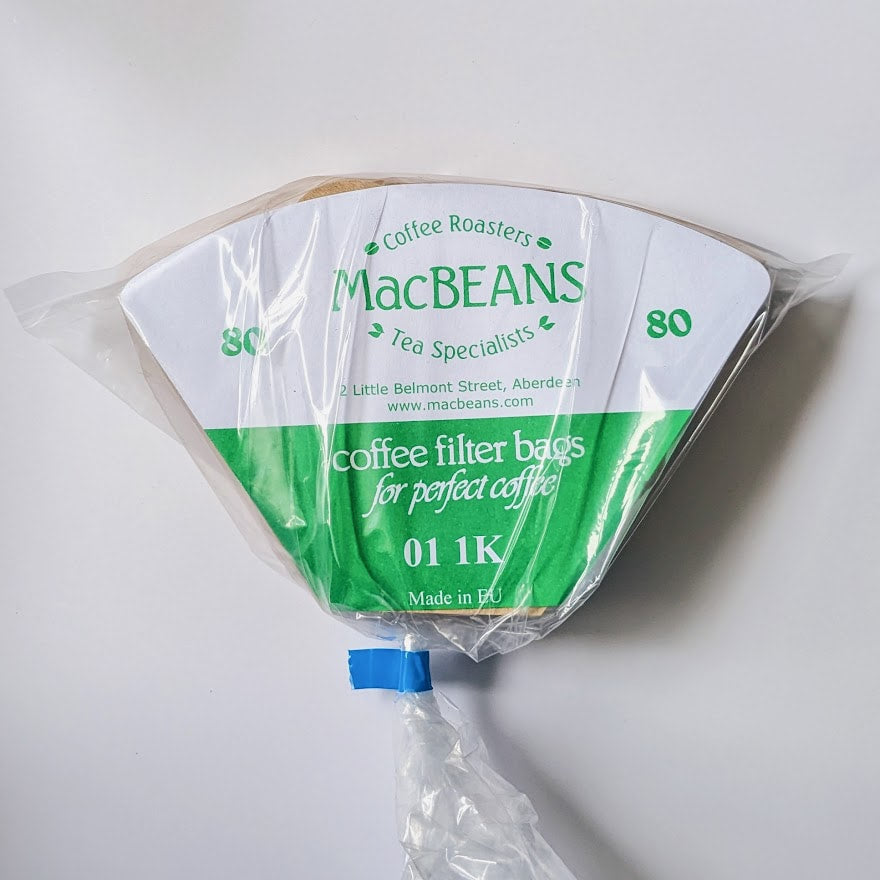 Coffee Roasters
MacBEANS
Tea Specialists
80
80
2 Little Belmont Street, Aberdeen
www.macbeans.com
coffee filter bags
for perfect coffee
01 1K
Made in EU